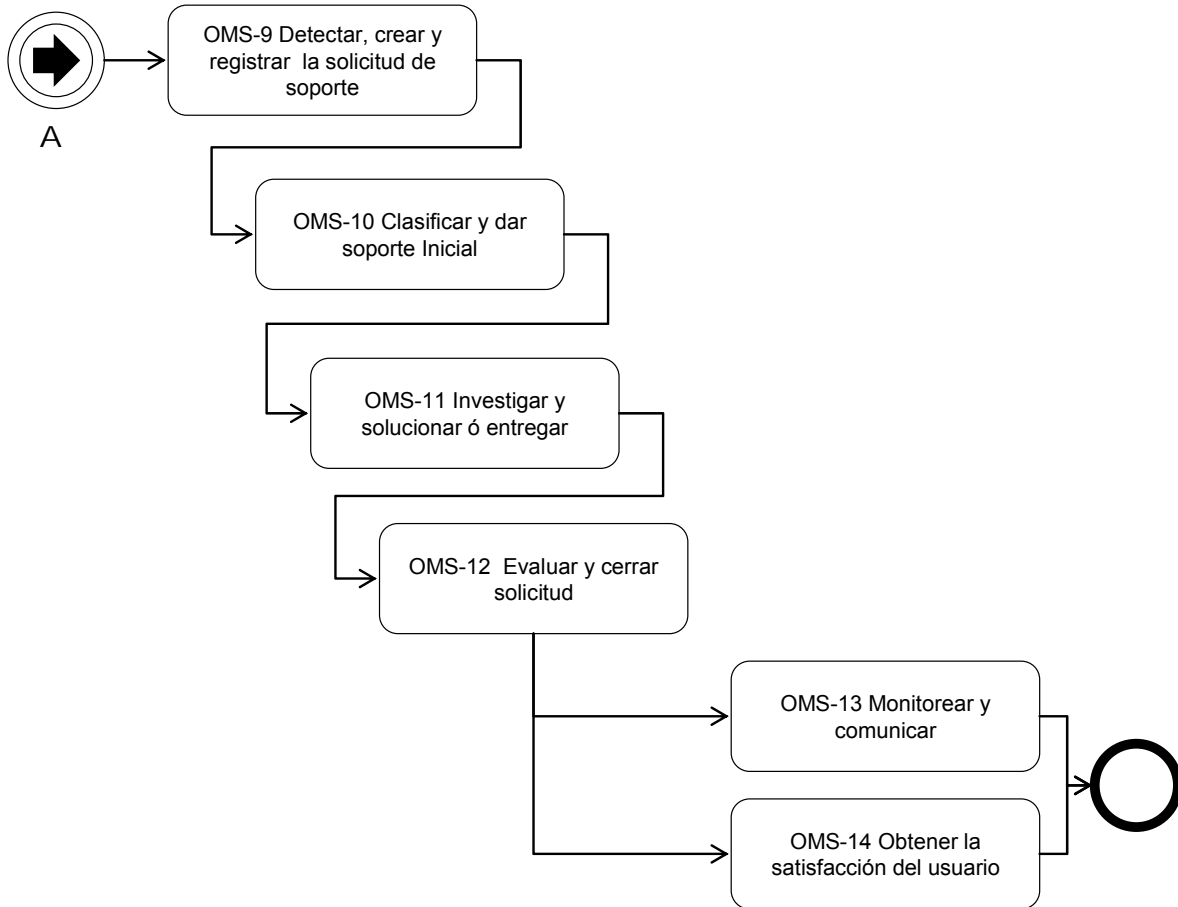 OMS-9 Detectar, crear y
registrar  la solicitud de
soporte
A
OMS-10 Clasificar y dar
soporte Inicial
OMS-11 Investigar y
solucionar ó entregar
OMS-12  Evaluar y cerrar
solicitud
OMS-13 Monitorear y
comunicar
OMS-14 Obtener la
satisfacción del usuario